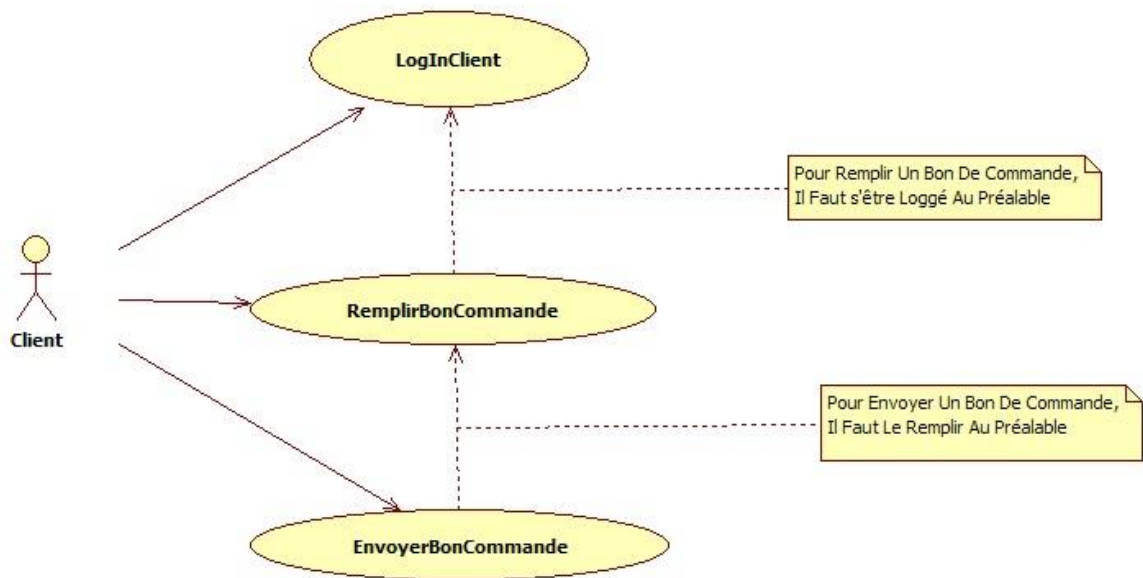 LogInClient
Pour Remplir Un Bon De Commande,
Il Faut s'être Loggé Au Préalable
Client
RemplirBonCommande
Pour Envoyer Un Bon De Commande,
Il Faut Le Remplir Au Préalable
EnvoyerBonCommande